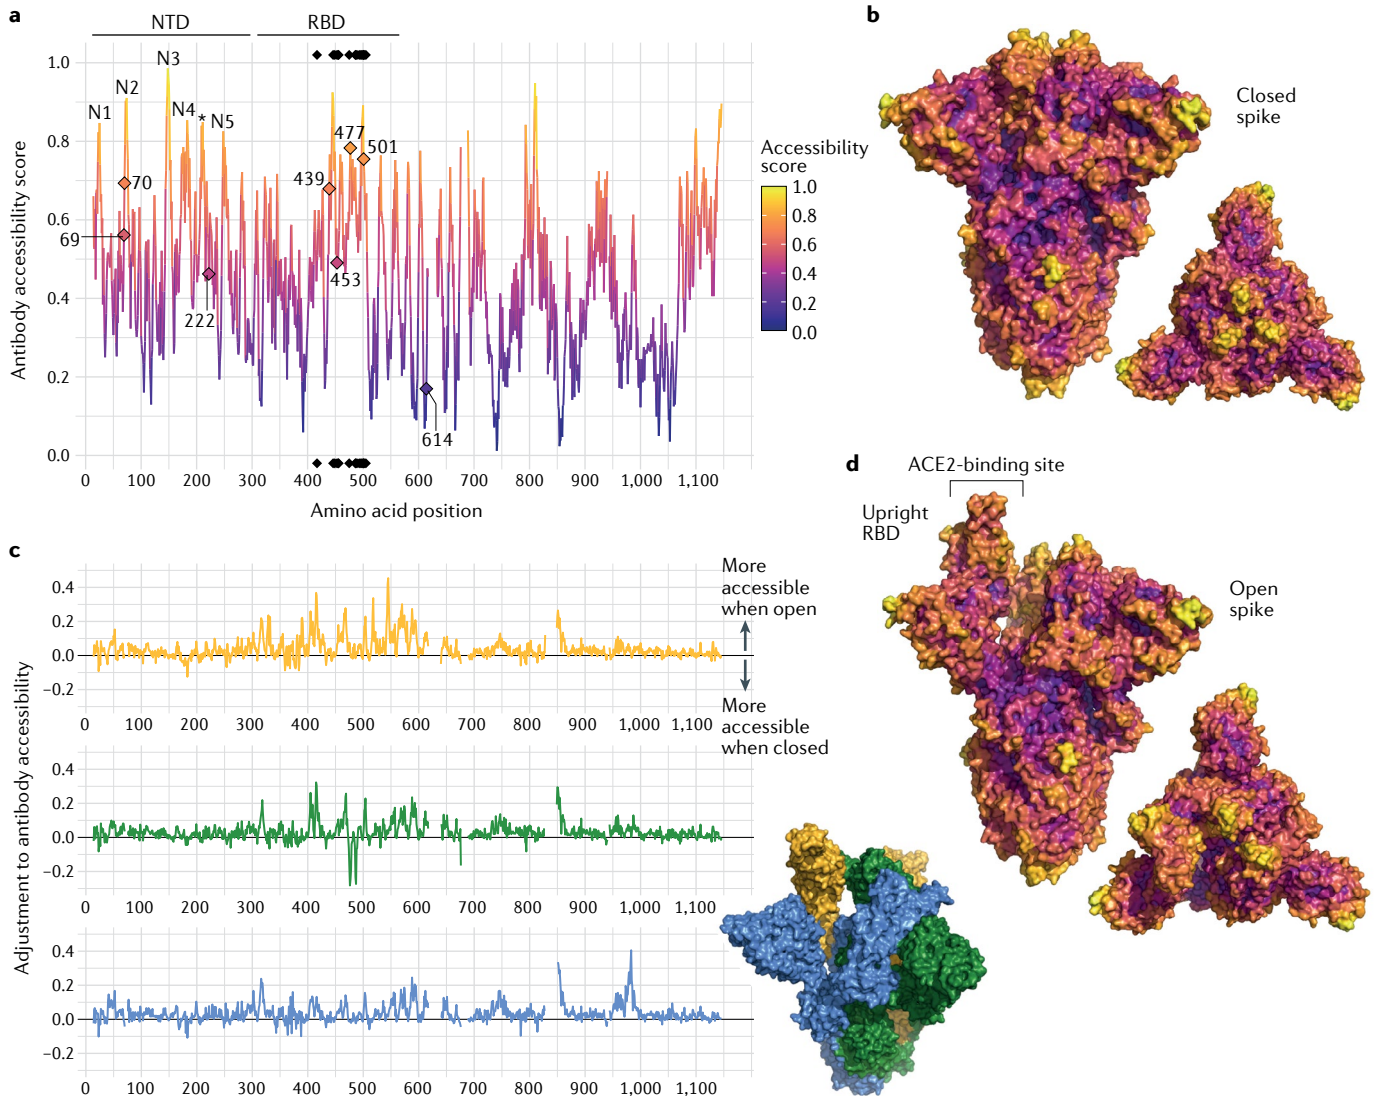 a
NTD
RBD
1.0
0.8
0.6
0.4
0.2
0.0
N1
N2
N3
N4
*
N5
70
69
222
439
477
501
453
614
0 100 200 300 400 500 600 700 800 900 1,000 1,100
Amino acid position
Antibody accessibility score
Accessibility
score
1.0
0.8
0.6
0.4
0.2
0.0
b
Closed
spike
c
Adjustment to antibody accessibility
0.4
0.2
0.0
−0.2
0 100 200 300 400 500 600 700 800 900 1,000 1,100
More
accessible
when open
More
accessible
when closed
0.4
0.2
0.0
−0.2
0 100 200 300 400 500 600 700 800 900 1,000 1,100
0.4
0.2
0.0
−0.2
0 100 200 300 400 500 600 700 800 900 1,000 1,100
d
ACE2-binding site
Upright
RBD
Open
spike